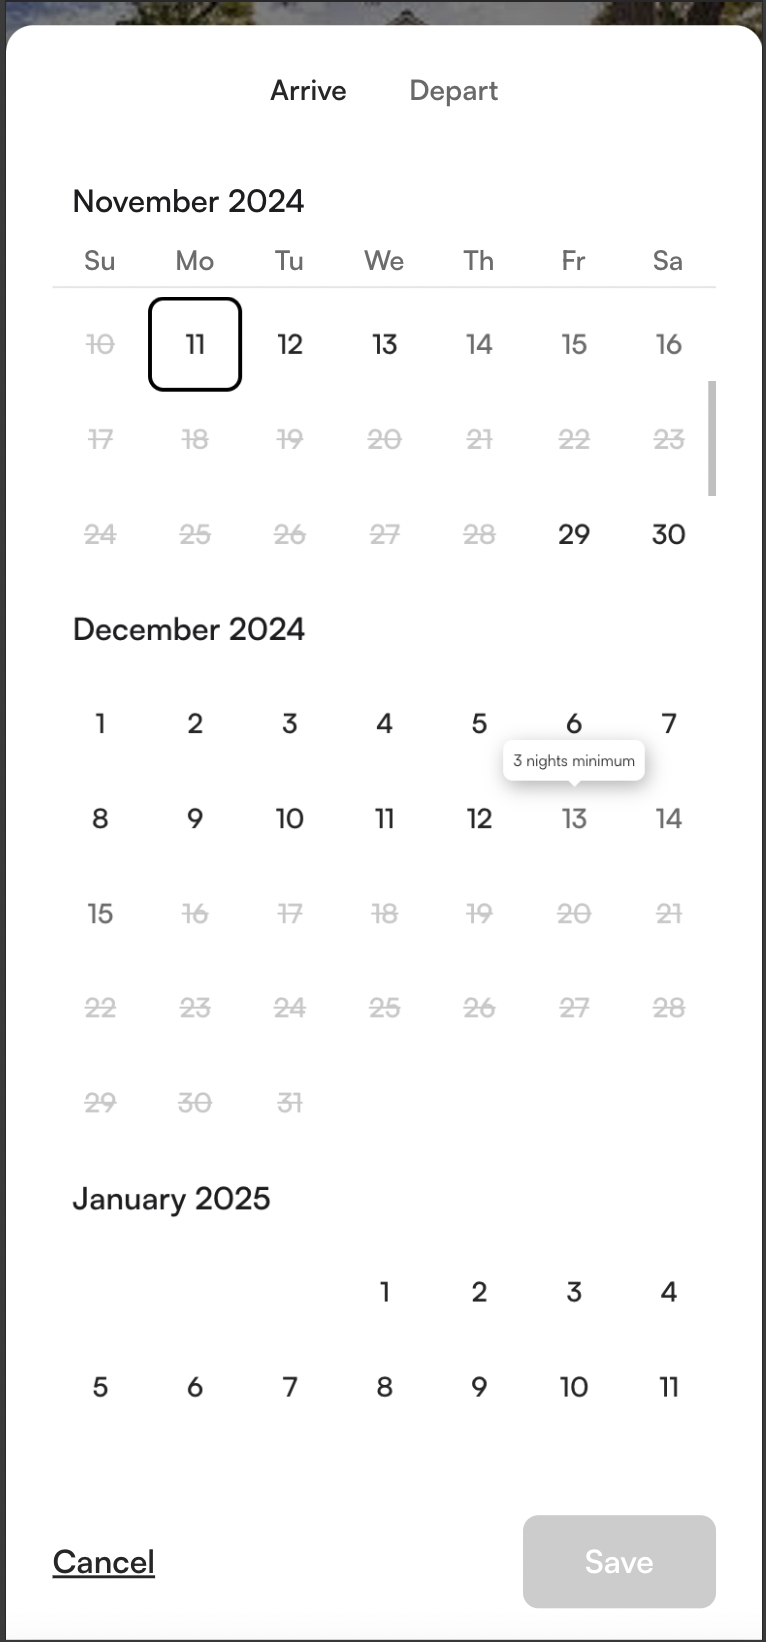 Arrive Depart
November 2024
Su Mo Tu We Th Fr Sa
10 11 12 13 14 15 16
17 18 19 20 21 22 23
24 25 26 27 28 29 30
December 2024
1 2 3 4 5 6 7
3 nights minimum
8 9 10 11 12 13 14
15 16 17 18 19 20 21
22 23 24 25 26 27 28
29 30 31
January 2025
1 2 3 4
5 6 7 8 9 10 11
Cancel Save